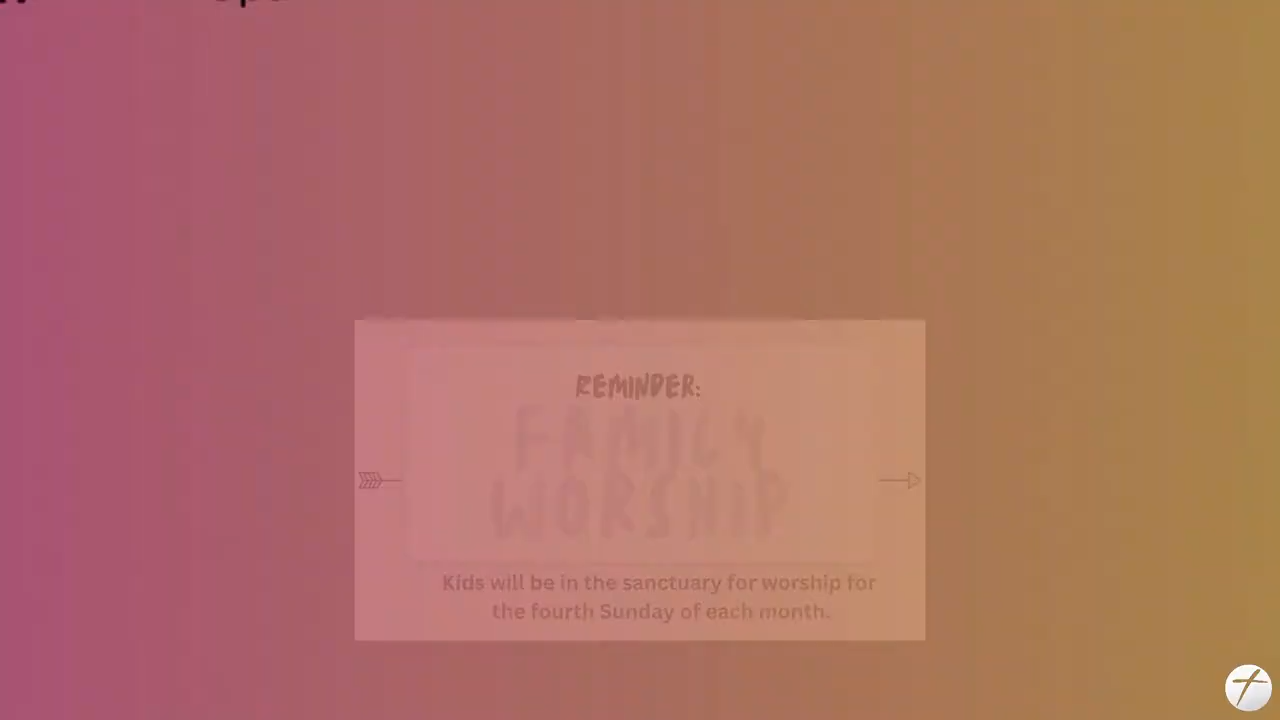 REMINDER:
FAMILY
WORSHIP
Kids will be in the sanctuary for worship for
the fourth Sunday of each month.